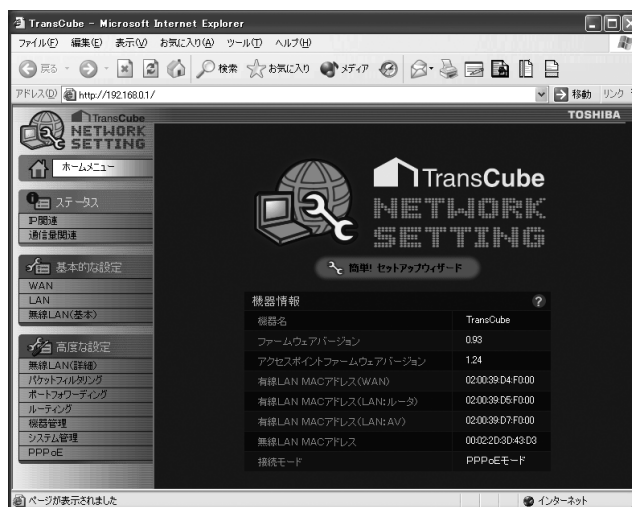 TransCube - Microsoft Internet Explorer
ファイル(F) 編集(E) 表示(V) お気に入り(A) ツール(T) ヘルプ(H)
戻る 検索 お気に入り メディア
アドレス(D) http://192.168.0.1/ 移動 リンク
TransCube
NETWORK
SETTING
TOSHIBA
ホームメニュー
ステータス
IP関連
通信量関連
基本的な設定
WAN
LAN
無線LAN(基本)
高度な設定
無線LAN(詳細)
パケットフィルタリング
ポートフォワーディング
ルーティング
機器管理
システム管理
PPPoE
TransCube
NETWORK
SETTING
簡単! セットアップウィザード
機器情報 ?
機器名 TransCube
ファームウェアバージョン 0.93
アクセスポイントファームウェアバージョン 1.24
有線LAN MACアドレス(WAN) 02:00:39:D4:F0:00
有線LAN MACアドレス(LAN:ルータ) 02:00:39:D5:F0:00
有線LAN MACアドレス(LAN:AV) 02:00:39:D7:F0:00
無線LAN MACアドレス 00:02:2D:3D:43:D3
接続モード PPPoEモード
ページが表示されました インターネット